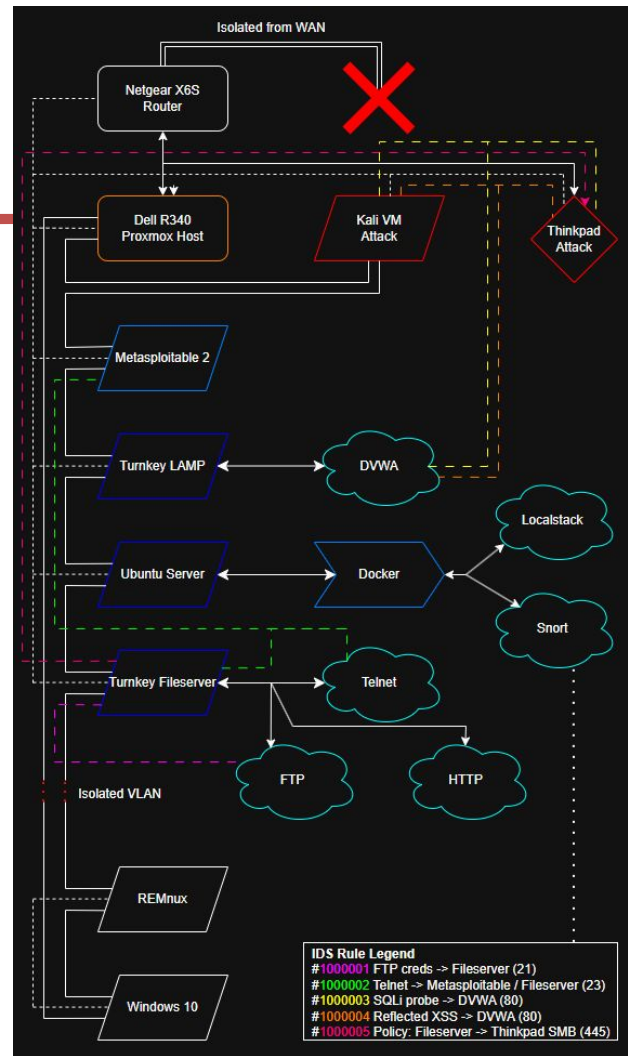 Isolated from WAN
Netgear X6S
Router
Dell R340
Proxmox Host
Kali VM
Attack
Thinkpad
Attack
Metasploitable 2
Turnkey LAMP
DVWA
Localstack
Ubuntu Server
Docker
Snort
Turnkey Fileserver
Telnet
FTP
HTTP
Isolated VLAN
REMnux
Windows 10
IDS Rule Legend
#1000001 FTP creds -> Fileserver (21)
#1000002 Telnet -> Metasploitable / Fileserver (23)
#1000003 SQLi probe -> DVWA (80)
#1000004 Reflected XSS -> DVWA (80)
#1000005 Policy: Fileserver -> Thinkpad SMB (445)